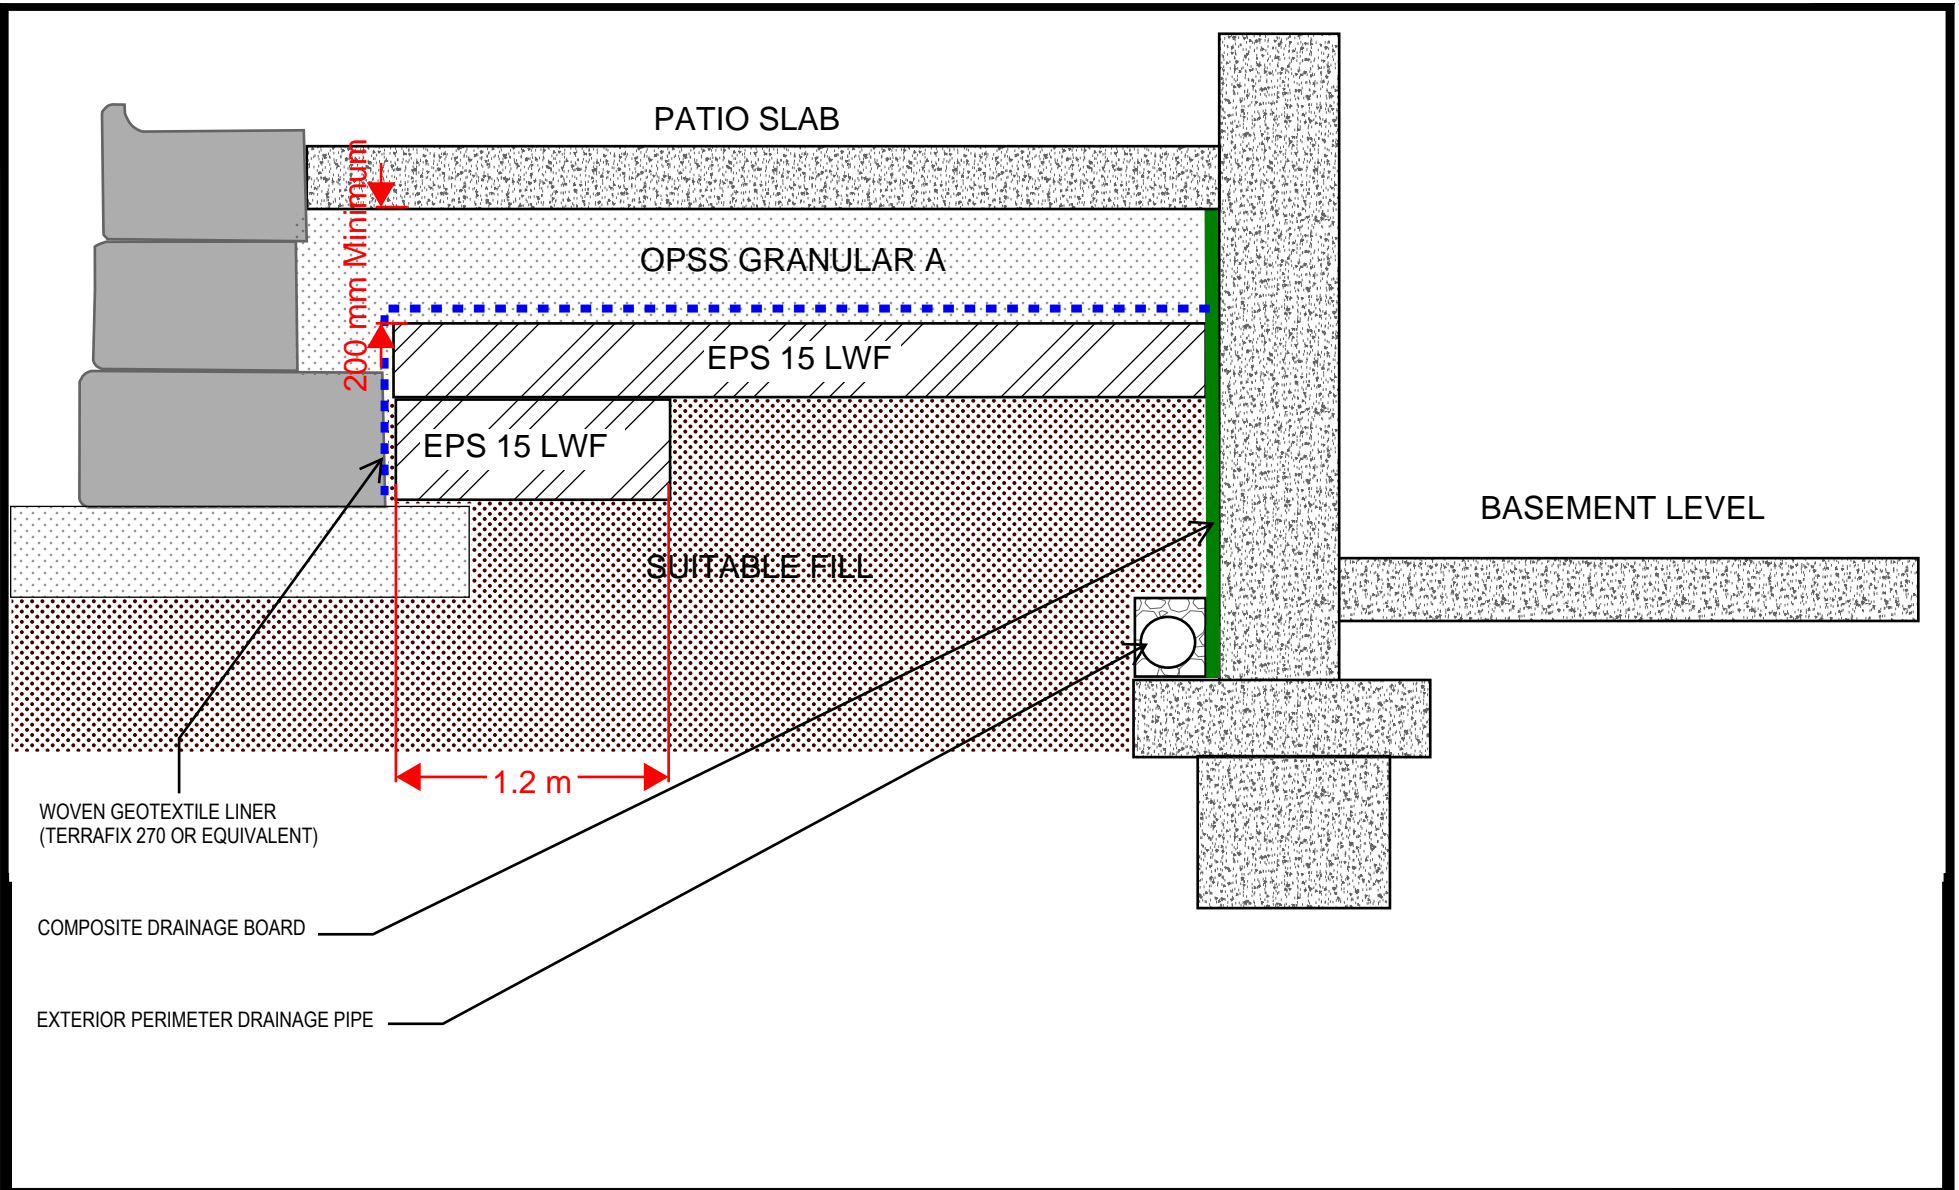 PATIO SLAB
200 mm Minimum
OPSS GRANULAR A
EPS 15 LWF
EPS 15 LWF
BASEMENT LEVEL
SUITABLE FILL
1.2 m
WOVEN GEOTEXTILE LINER
(TERRAFIX 270 OR EQUIVALENT)
COMPOSITE DRAINAGE BOARD
EXTERIOR PERIMETER DRAINAGE PIPE